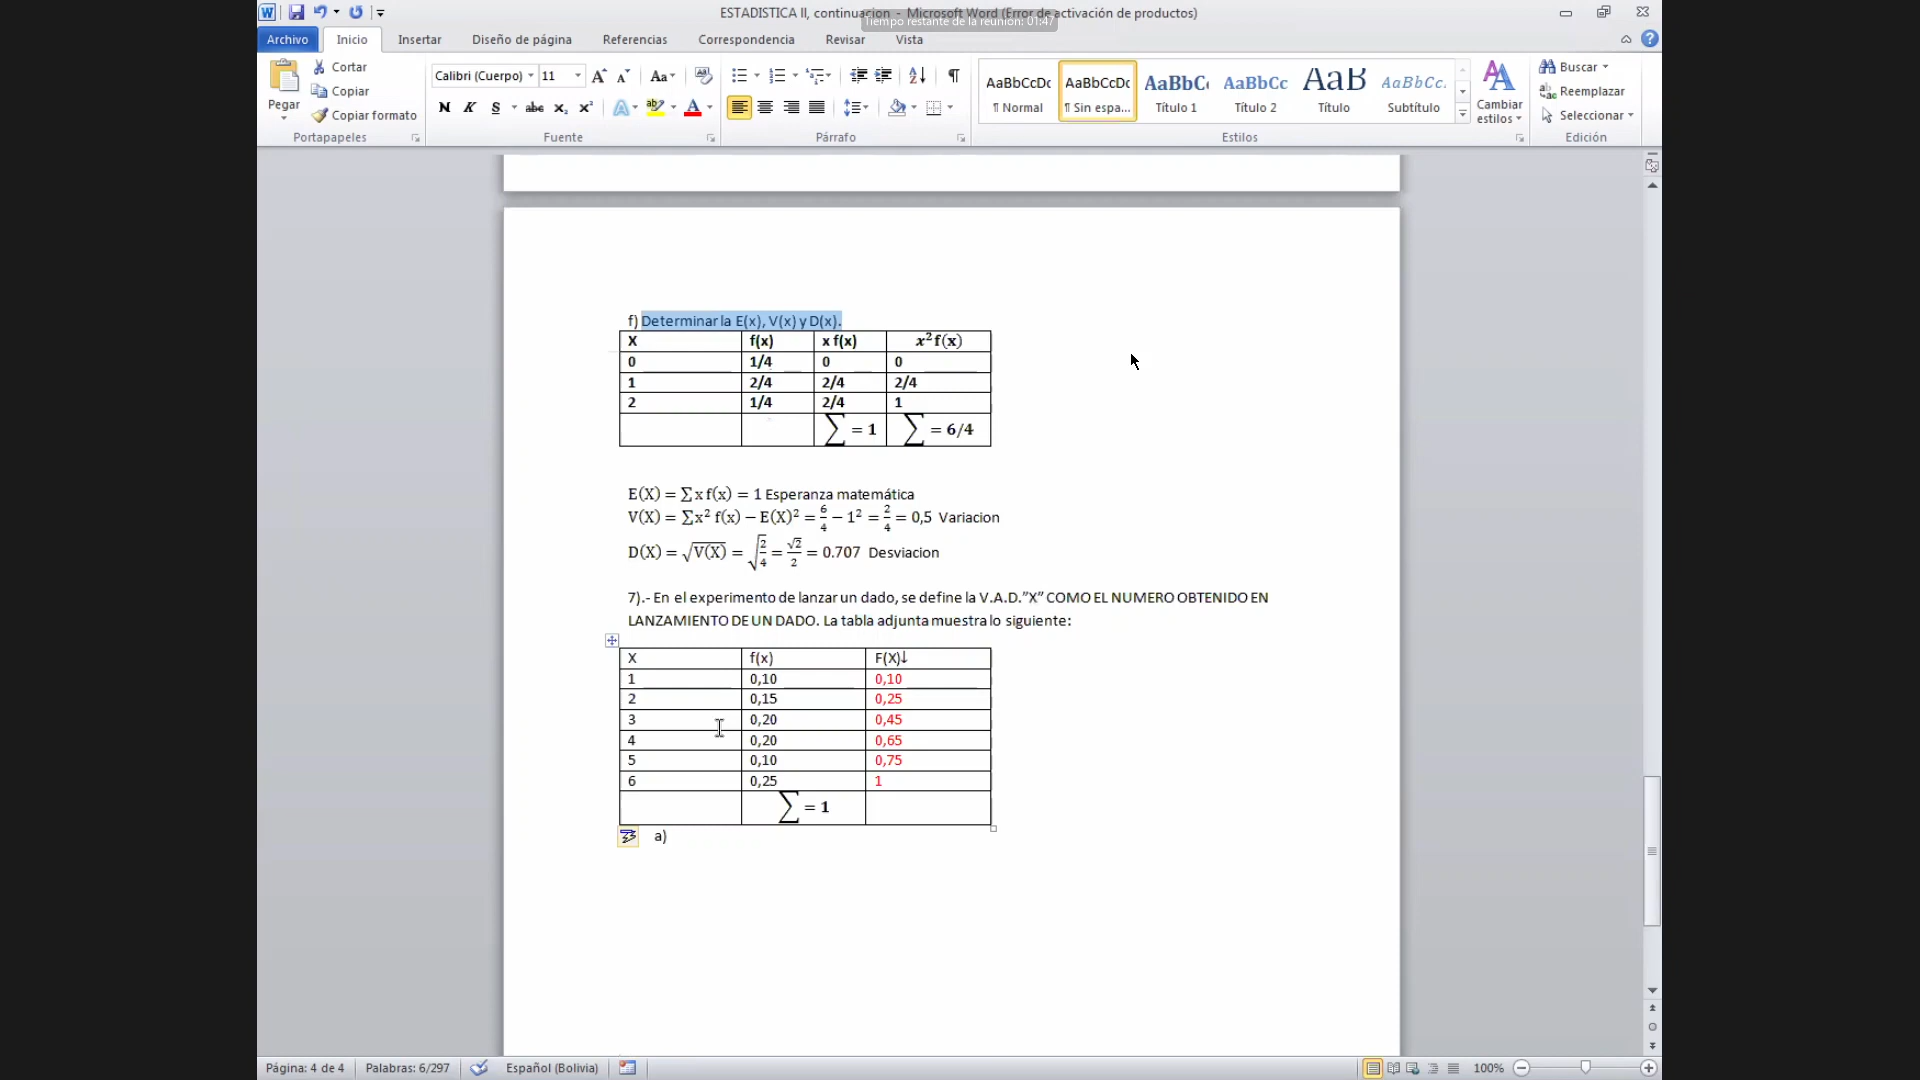 ESTADISTICA II, continuacion - Microsoft Word (Error de activación de productos)
Tiempo restante de la reunión: 01:47
Archivo Inicio Insertar Diseño de página Referencias Correspondencia Revisar Vista
Pegar
Cortar
Copiar
Copiar formato
Portapapeles
Calibri (Cuerpo) 11
N K S abc x₂ x²
Fuente
Párrafo
AaBbCcDc AaBbCcDc AaBbC AaBbCc AaB AaBbCc.
¶ Normal ¶ Sin espa... Título 1 Título 2 Título Subtítulo
Cambiar estilos
Estilos
Buscar
Reemplazar
Seleccionar
Edición
f) Determinar la E(x), V(x) y D(x).
X f(x) x f(x) x² f(x)
0 1/4 0 0
1 2/4 2/4 2/4
2 1/4 2/4 1
∑ = 1 ∑ = 6/4
E(X) = ∑x f(x) = 1 Esperanza matemática
V(X) = ∑x² f(x) − E(X)² = 6/4 − 1² = 2/4 = 0,5 Variacion
D(X) = √V(X) = √2/4 = √2/2 = 0.707 Desviacion
7).- En el experimento de lanzar un dado, se define la V.A.D.”X” COMO EL NUMERO OBTENIDO EN
LANZAMIENTO DE UN DADO. La tabla adjunta muestra lo siguiente:
X f(x) F(X)↓
1 0,10 0,10
2 0,15 0,25
3 0,20 0,45
4 0,20 0,65
5 0,10 0,75
6 0,25 1
∑ = 1
a)
Página: 4 de 4 Palabras: 6/297 Español (Bolivia) 100%